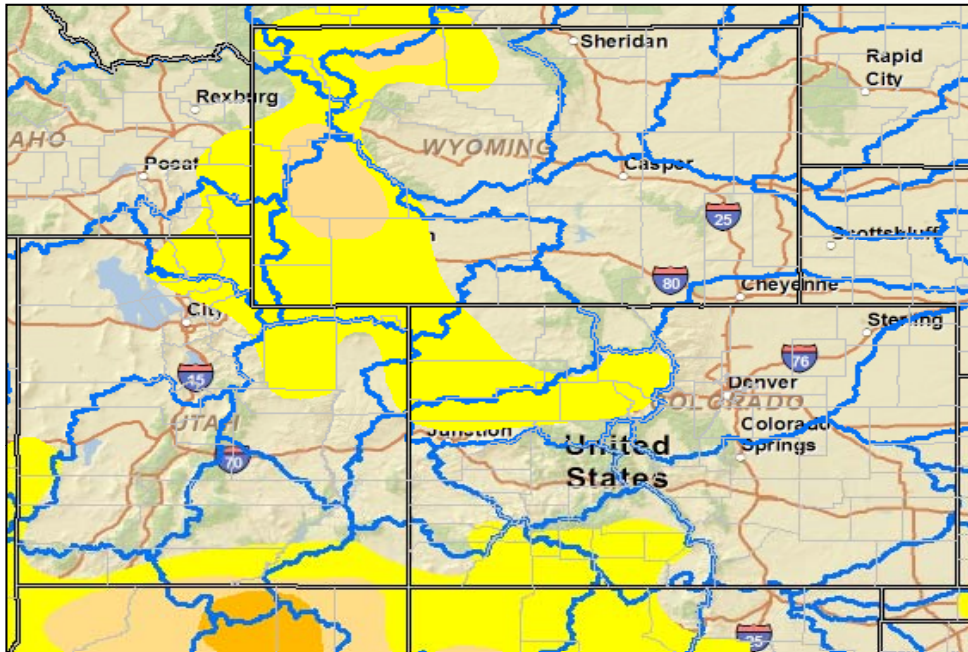 Sheridan
Rapid
City
Rexburg
AHO
WYOMING
Pocat
Casper
25
n
Scottsbluff
80
Cheyenne
City
Sterling
76
15
Denver
COLORADO
UTAH
Junction
Colorado
Springs
United
States
70
25